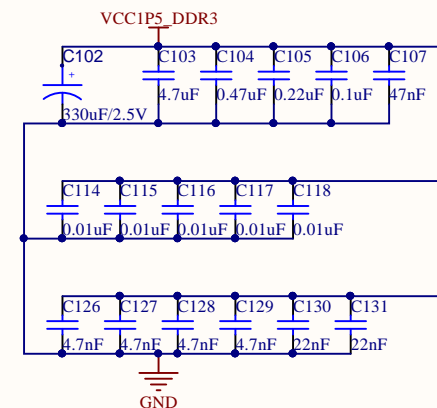 VCC1P5_DDR3
C102 C103 C104 C105 C106 C107
+
330uF/2.5V 4.7uF 0.47uF 0.22uF 0.1uF 47nF
C114 C115 C116 C117 C118
0.01uF 0.01uF 0.01uF 0.01uF 0.01uF
C126 C127 C128 C129 C130 C131
4.7nF 4.7nF 4.7nF 4.7nF 22nF 22nF
GND